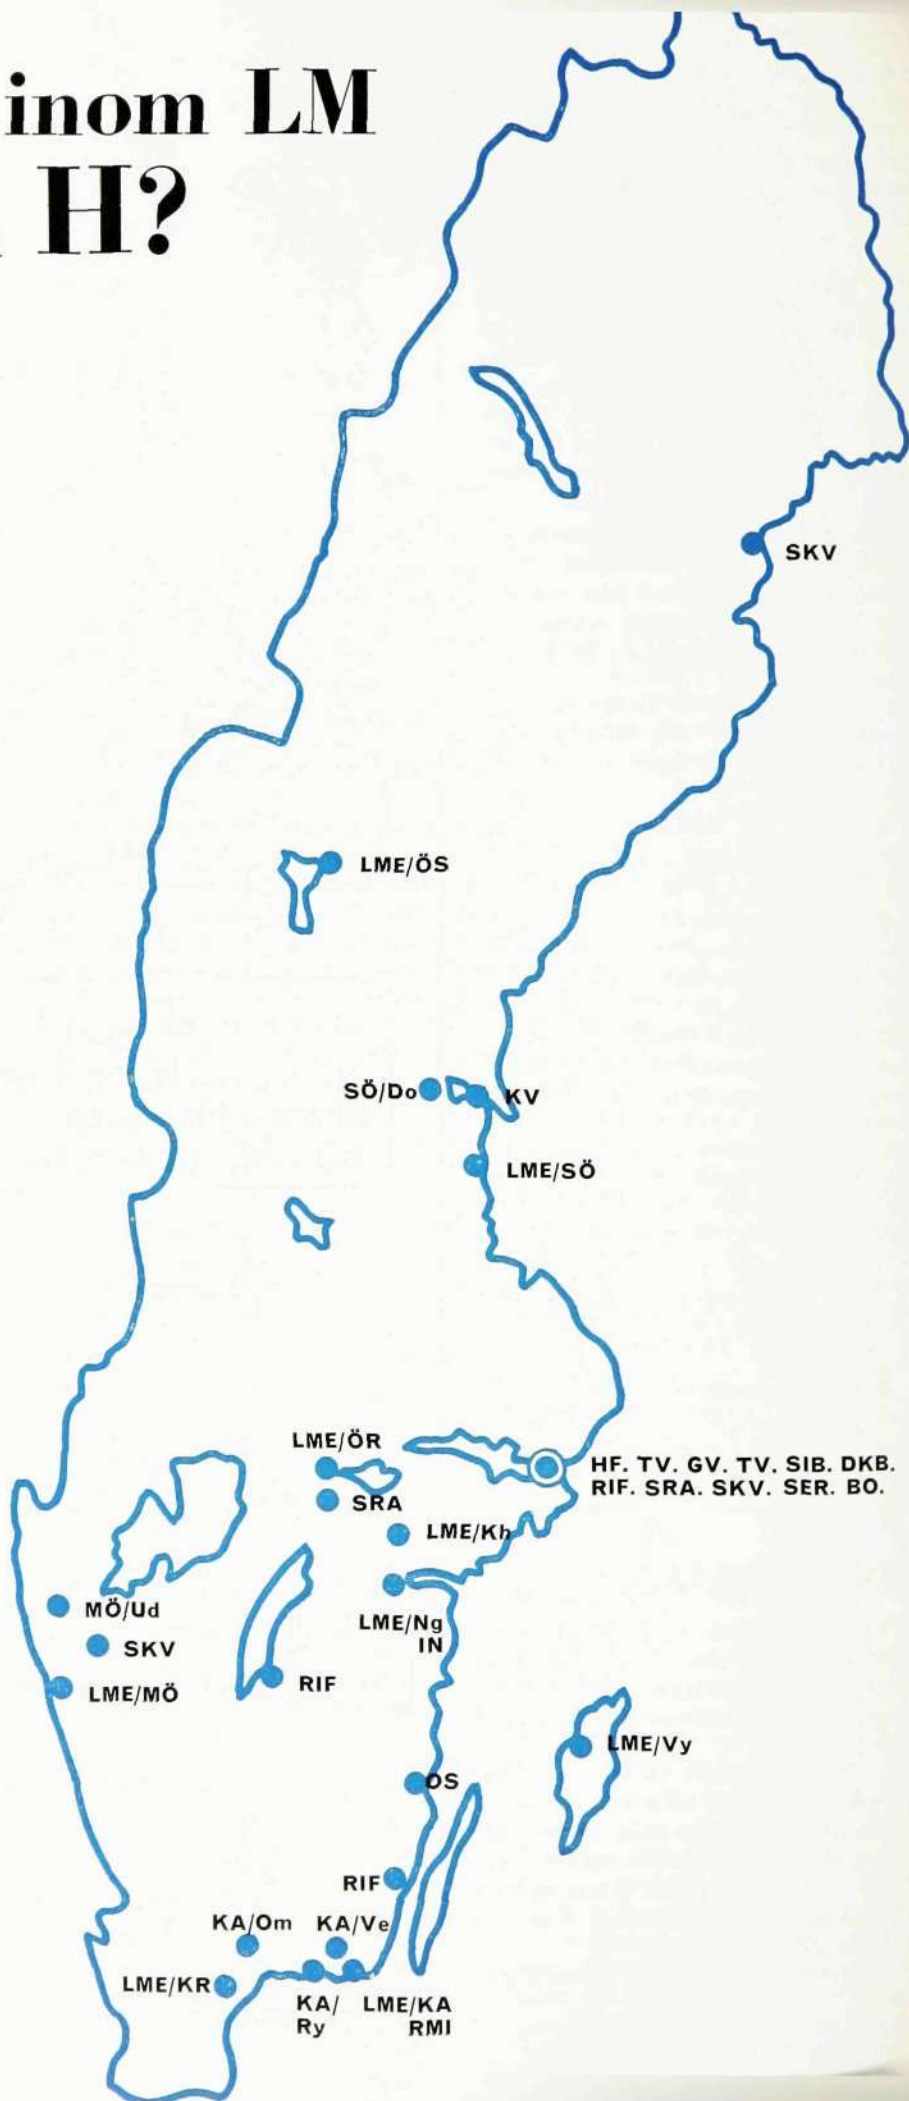 inom LM
H?
SKV
LME/ÖS
SÖ/Do
KV
LME/SÖ
LME/ÖR
SRA
HF. TV. GV. TV. SIB. DKB.
RIF. SRA. SKV. SER. BO.
LME/Kh
MÖ/Ud
LME/Ng
IN
SKV
RIF
LME/MÖ
LME/Vy
OS
RIF
KA/Om
KA/Ve
LME/KR
KA/
Ry
LME/KA
RMI